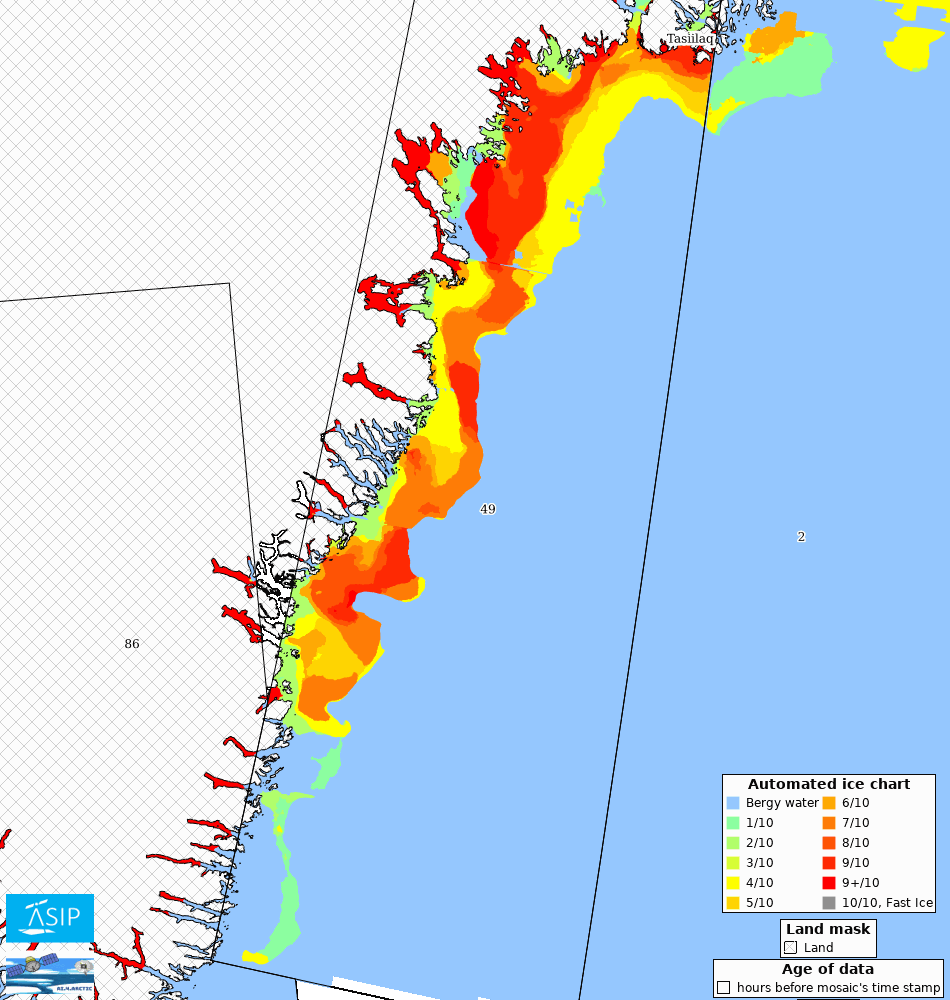 Tasiilaq
49
2
86
Automated ice chart
Bergy water 6/10
1/10 7/10
2/10 8/10
3/10 9/10
4/10 9+/10
5/10 10/10, Fast Ice
Land mask
Land
Age of data
hours before mosaic's time stamp
ASIP